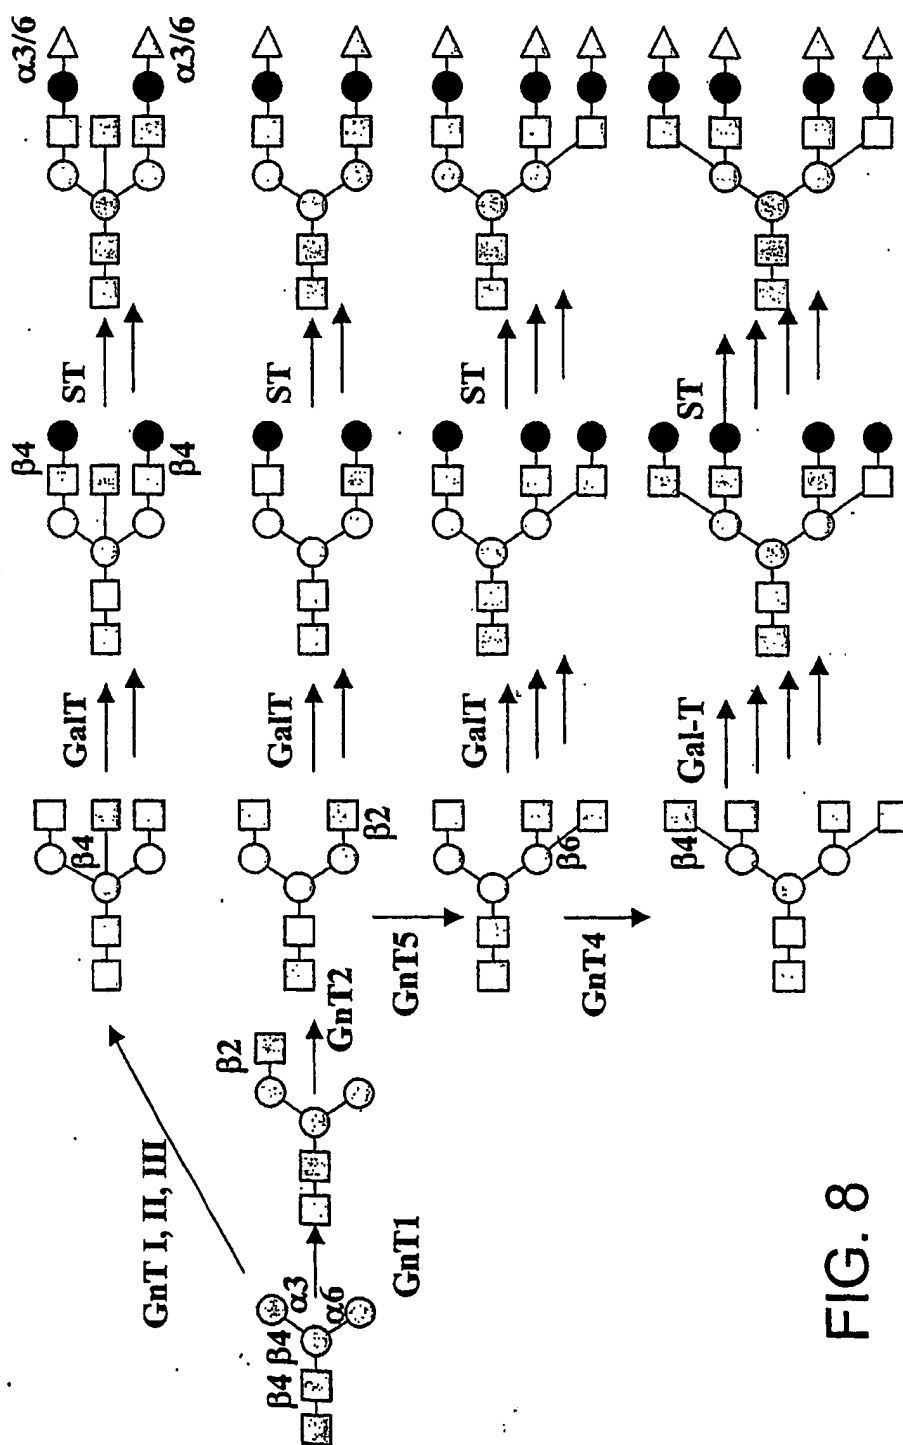 α3/6
α3/6
ST
ST
ST
ST
β4
β4
GalT
GalT
GalT
Gal-T
β4
β2
β6
β4
GnT5
GnT4
GnT I, II, III
β2
GnT2
β4 β4
α3
α6
GnT1
FIG. 8